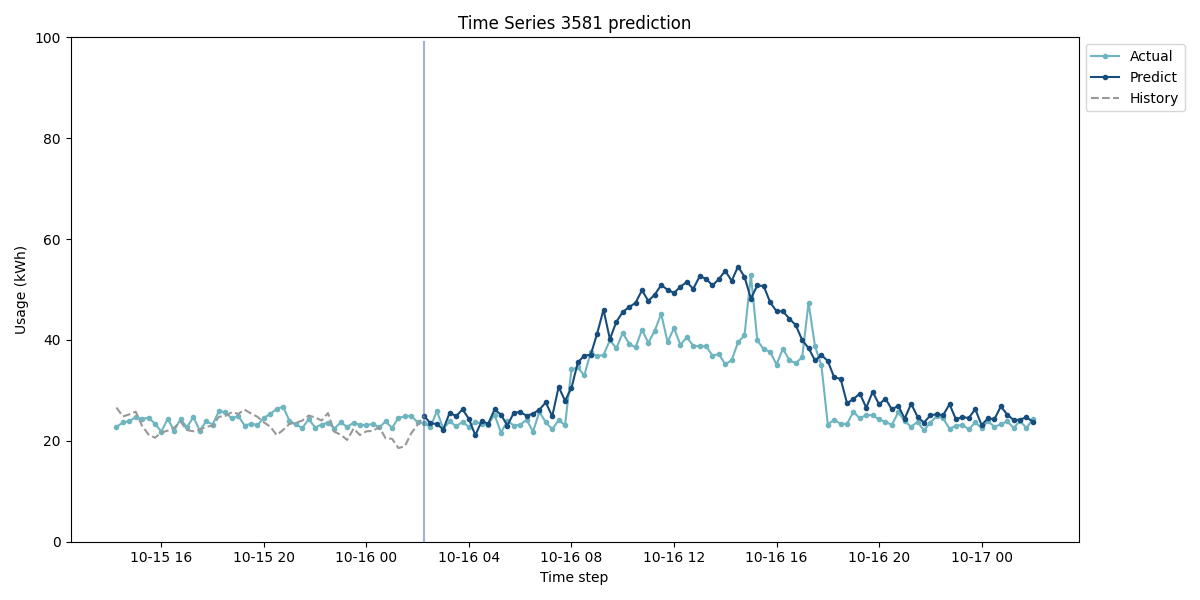 Time Series 3581 prediction
100
80
60
40
20
0
Usage (kWh)
10-15 16
10-15 20
10-16 00
10-16 04
10-16 08
10-16 12
10-16 16
10-16 20
10-17 00
Time step
Actual
Predict
History